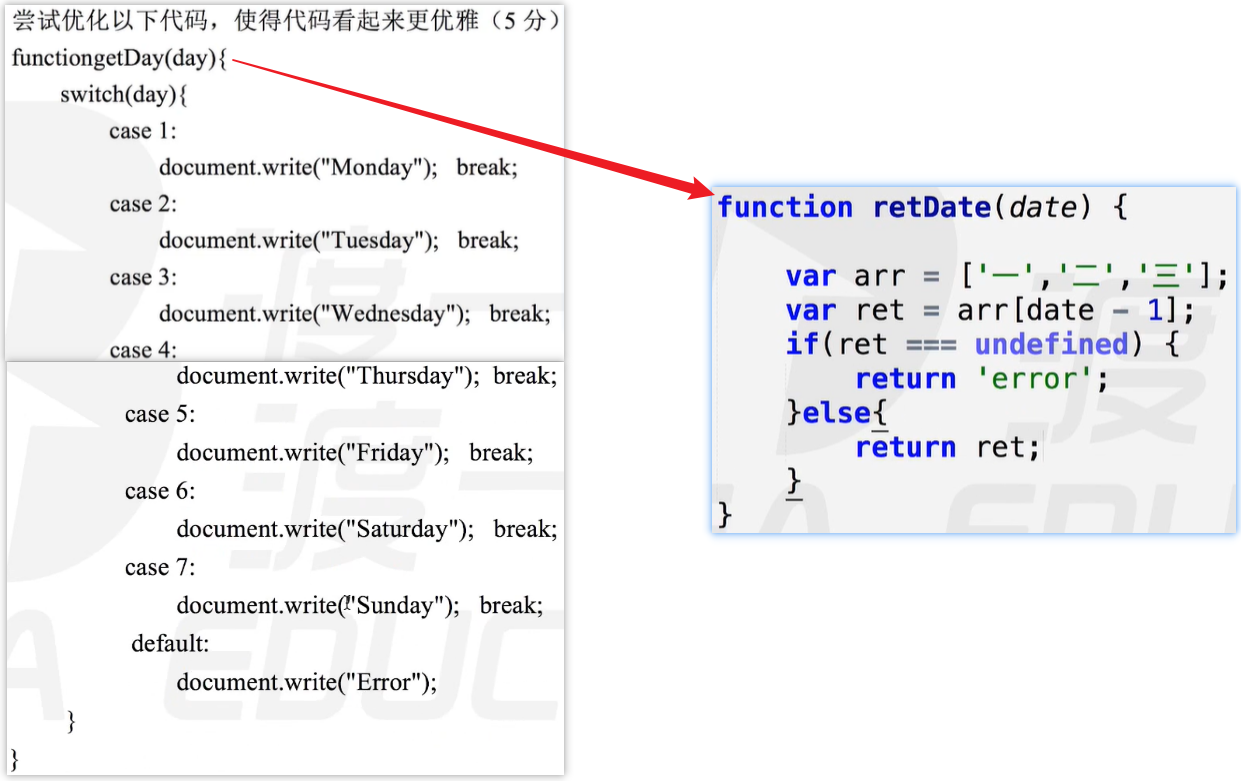 尝试优化以下代码，使得代码看起来更优雅（5 分）
functiongetDay(day){
switch(day){
case 1:
document.write("Monday"); break;
case 2:
document.write("Tuesday"); break;
case 3:
document.write("Wednesday"); break;
case 4:
document.write("Thursday"); break;
case 5:
document.write("Friday"); break;
case 6:
document.write("Saturday"); break;
case 7:
document.write("Sunday"); break;
default:
document.write("Error");
}
}
function retDate(date) {
var arr = ['一','二','三'];
var ret = arr[date - 1];
if(ret === undefined) {
return 'error';
}else{
return ret;
}
}